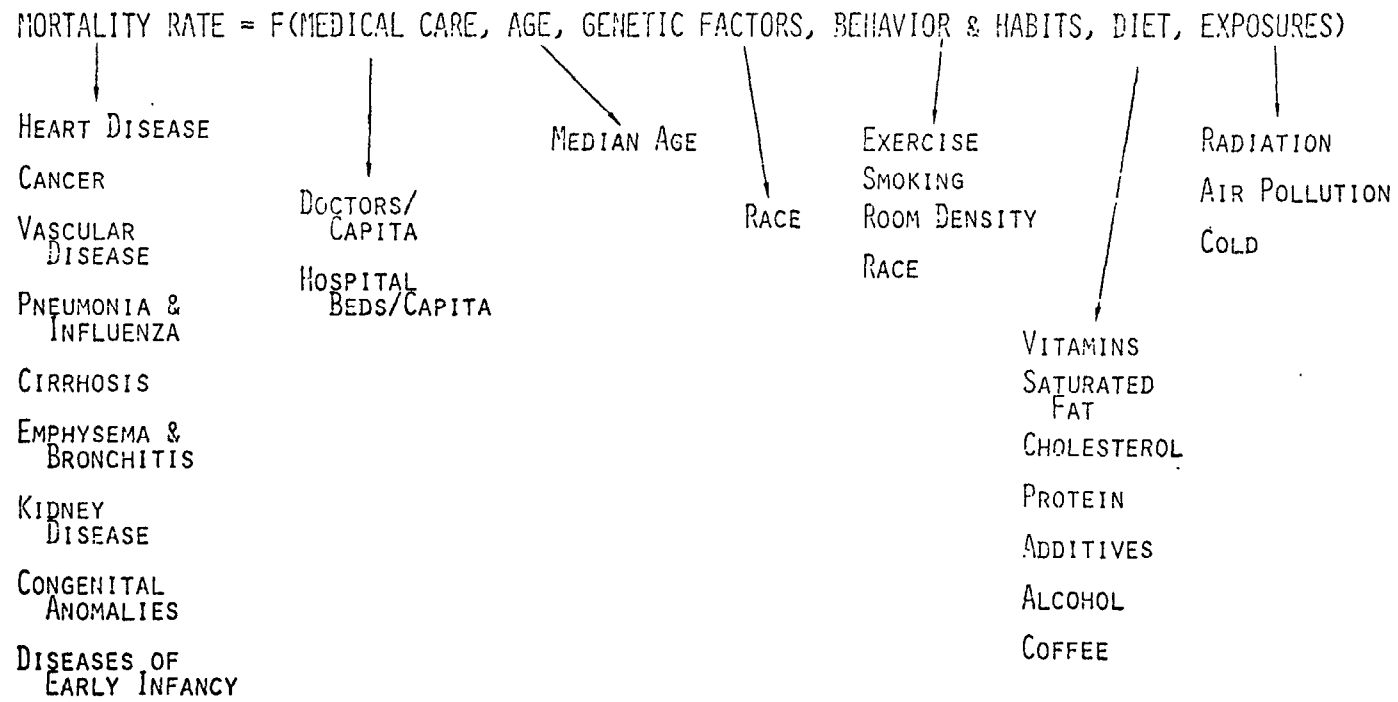 MORTALITY RATE = F(MEDICAL CARE, AGE, GENETIC FACTORS, BEHAVIOR & HABITS, DIET, EXPOSURES)
HEART DISEASE
CANCER
VASCULAR
DISEASE
PNEUMONIA &
INFLUENZA
CIRRHOSIS
EMPHYSEMA &
BRONCHITIS
KIDNEY
DISEASE
CONGENITAL
ANOMALIES
DISEASES OF
EARLY INFANCY
DOCTORS/
CAPITA
HOSPITAL
BEDS/CAPITA
MEDIAN AGE
RACE
EXERCISE
SMOKING
ROOM DENSITY
RACE
VITAMINS
SATURATED
FAT
CHOLESTEROL
PROTEIN
ADDITIVES
ALCOHOL
COFFEE
RADIATION
AIR POLLUTION
COLD